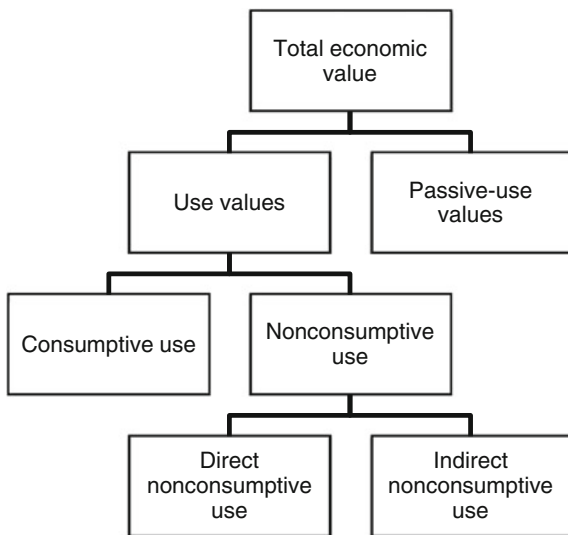 Total economic
value
Use values
Passive-use
values
Consumptive use
Nonconsumptive
use
Direct
nonconsumptive
use
Indirect
nonconsumptive
use